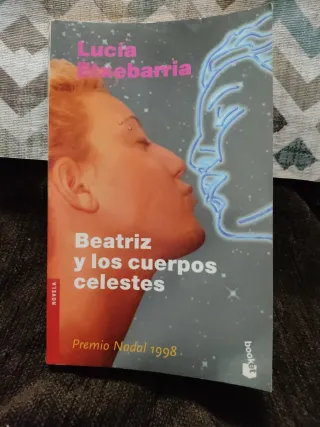 Lucía
Etxebarria
Beatriz
y los cuerpos
celestes
NOVELA
Premio Nadal 1998
booket